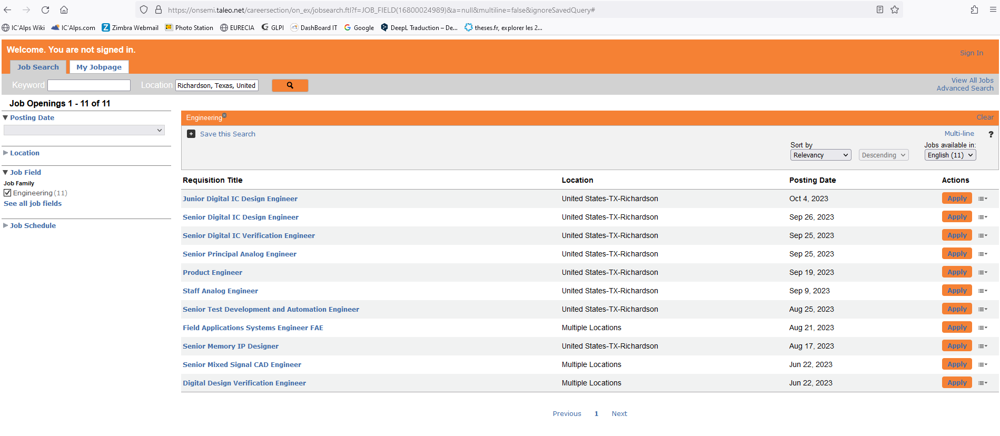 https://onsemi.taleo.net/careersection/on_ex/jobsearch.ftl?f=JOB_FIELD(16800024989)&a=null&multiline=false&ignoreSavedQuery#
IC'Alps Wiki IC'Alps.com Zimbra Webmail Photo Station EURECIA GLPI DashBoard IT Google DeepL Traduction – De... theses.fr, explorer les 2...
Welcome. You are not signed in.
Sign In
Job Search My Jobpage
Keyword Location Richardson, Texas, United
View All Jobs
Advanced Search
Job Openings 1 - 11 of 11
Posting Date
Location
Job Field
Job Family
Engineering (11)
See all job fields
Job Schedule
Engineering Clear
Save this Search Multi-line ?
Sort by Jobs available in:
Relevancy Descending English (11)
Requisition Title Location Posting Date Actions
Junior Digital IC Design Engineer United States-TX-Richardson Oct 4, 2023 Apply
Senior Digital IC Design Engineer United States-TX-Richardson Sep 26, 2023 Apply
Senior Digital IC Verification Engineer United States-TX-Richardson Sep 25, 2023 Apply
Senior Principal Analog Engineer United States-TX-Richardson Sep 25, 2023 Apply
Product Engineer United States-TX-Richardson Sep 19, 2023 Apply
Staff Analog Engineer United States-TX-Richardson Sep 9, 2023 Apply
Senior Test Development and Automation Engineer United States-TX-Richardson Aug 25, 2023 Apply
Field Applications Systems Engineer FAE Multiple Locations Aug 21, 2023 Apply
Senior Memory IP Designer United States-TX-Richardson Aug 17, 2023 Apply
Senior Mixed Signal CAD Engineer Multiple Locations Jun 22, 2023 Apply
Digital Design Verification Engineer Multiple Locations Jun 22, 2023 Apply
Previous 1 Next